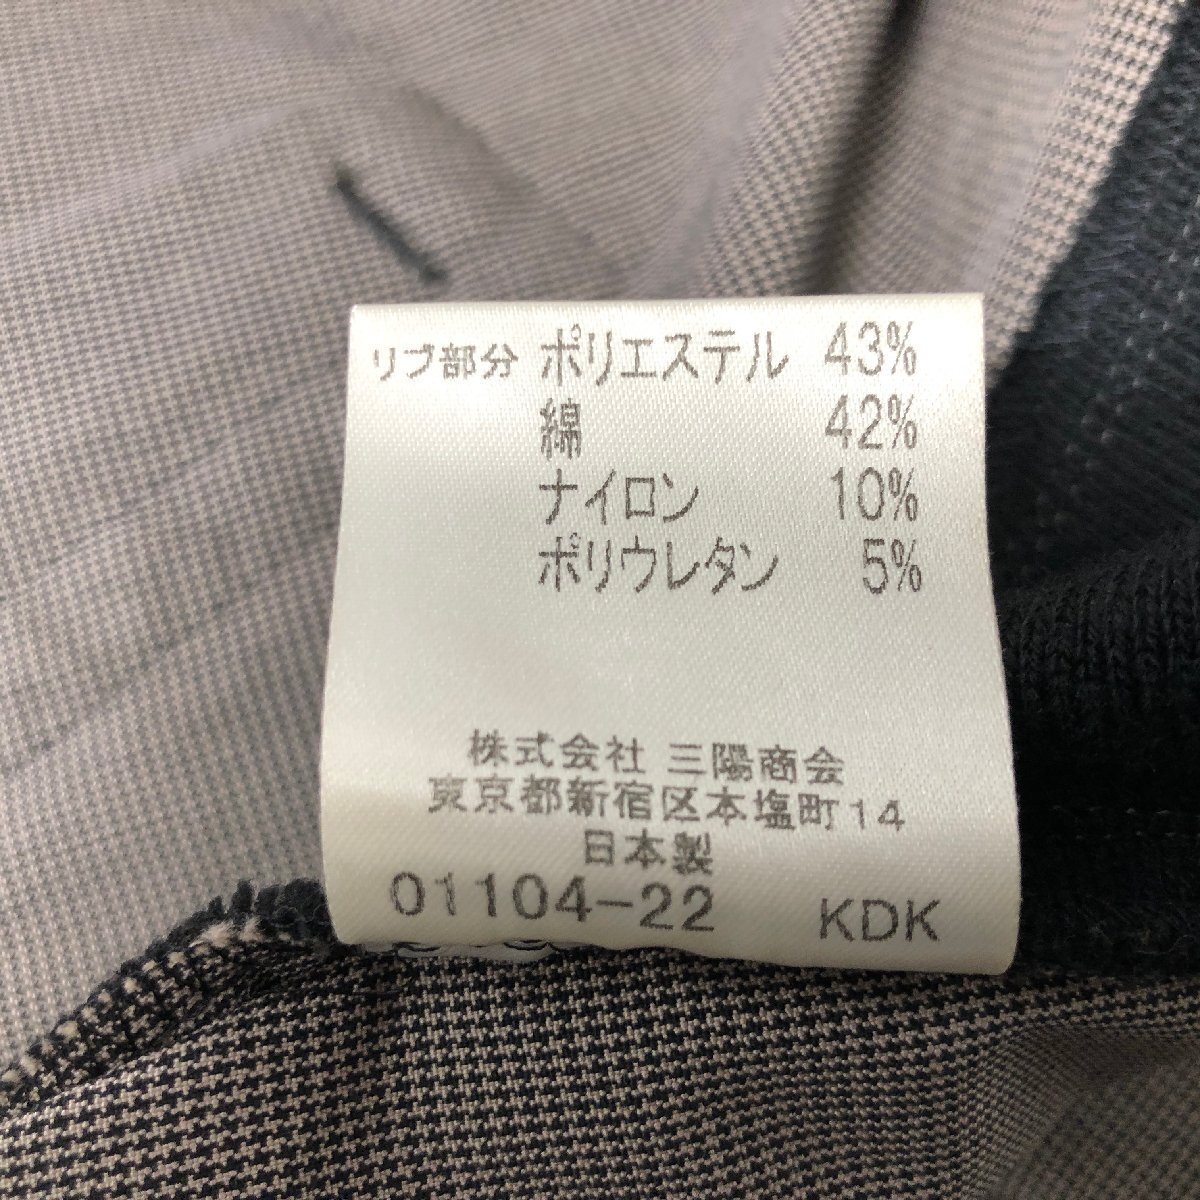 リブ部分 ポリエステル 43%
綿 42%
ナイロン 10%
ポリウレタン 5%
株式会社 三陽商会
東京都新宿区本塩町14
日本製
01104-22 KDK